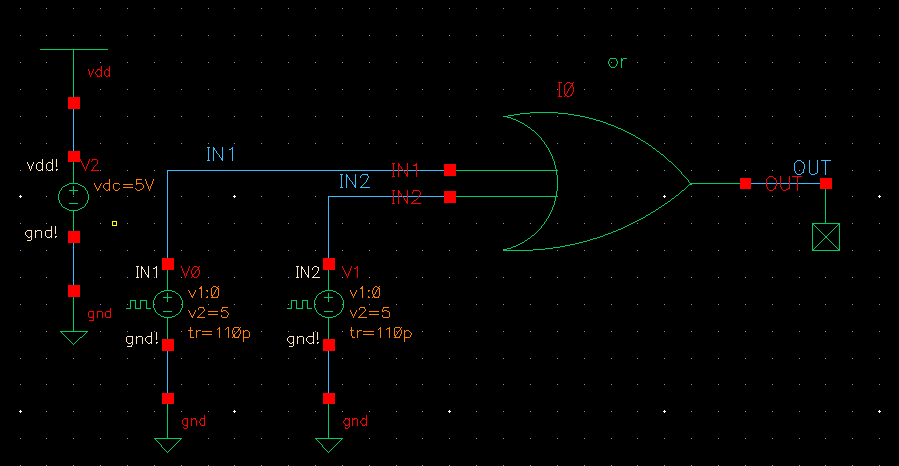 or
I0
vdd
IN1
vdd!
V2
IN1
OUT
IN2
vdc=5V
IN2
OUT
gnd!
IN1
V0
IN2
V1
v1:0
v1:0
v2=5
v2=5
gnd
gnd!
tr=110p
gnd!
tr=110p
gnd
gnd